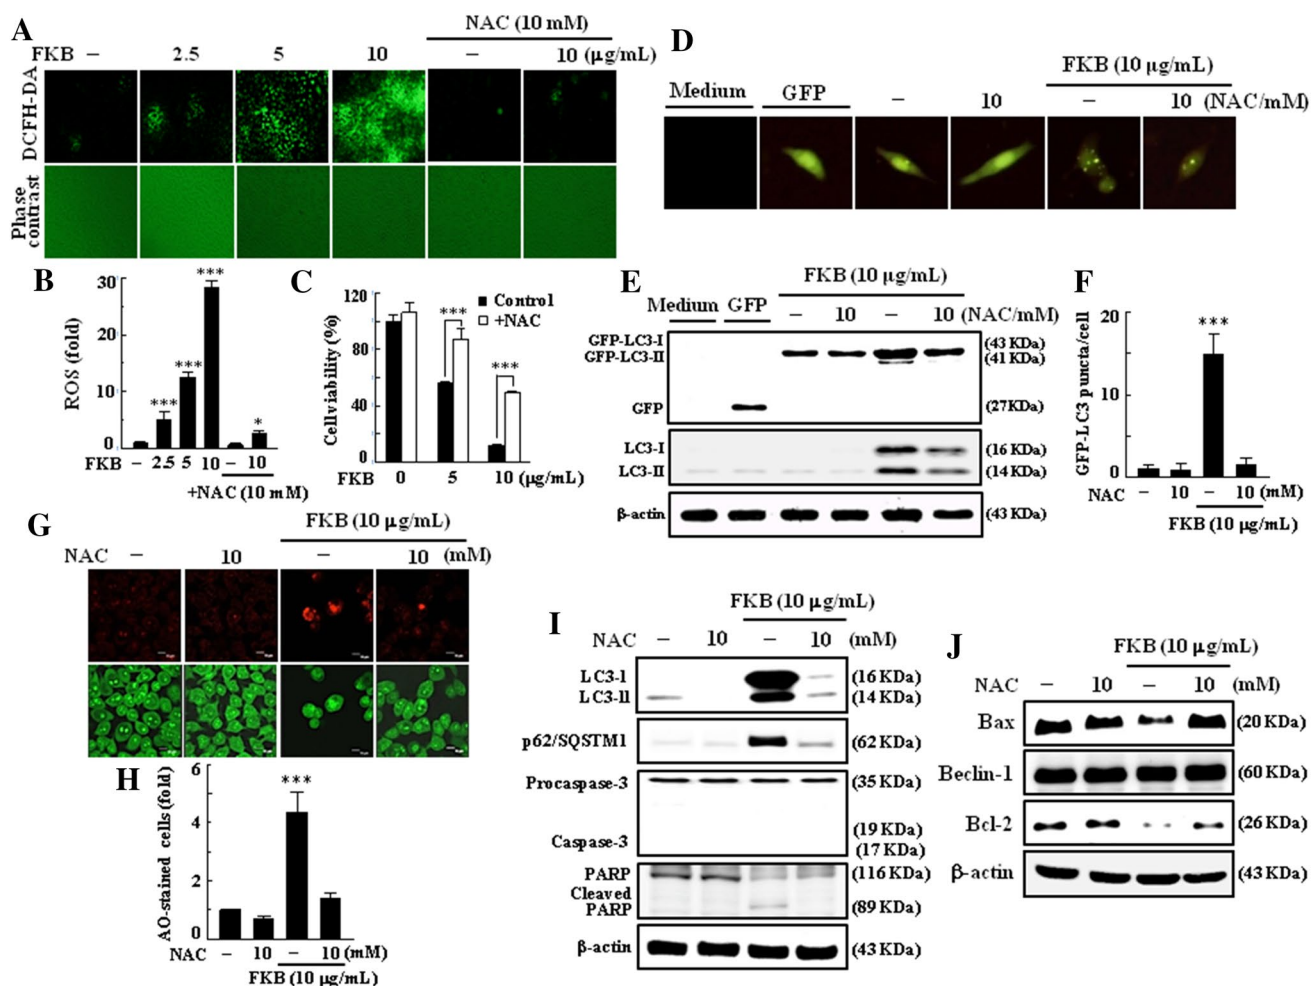 A
NAC (10 mM)
FKB – 2.5 5 10 – 10 (μg/mL)
DCFH-DA
Phase contrast
B
ROS (fold)
30
20
10
0
***
***
***
*
FKB – 2.5 5 10 – 10
+NAC (10 mM)
C
Cell viability (%)
120
80
40
0
Control
+NAC
***
***
FKB 0 5 10 (μg/mL)
D
FKB (10 μg/mL)
Medium GFP – 10 – 10 (NAC/mM)
E
FKB (10 μg/mL)
Medium GFP – 10 – 10 (NAC/mM)
GFP-LC3-I (43 KDa)
GFP-LC3-II (41 KDa)
GFP (27KDa)
LC3-I (16 KDa)
LC3-II (14 KDa)
β-actin (43 KDa)
F
GFP-LC3 puncta/cell
20
10
0
***
NAC – 10 – 10 (mM)
FKB (10 μg/mL)
G
FKB (10 μg/mL)
NAC – 10 – 10 (mM)
H
AO-stained cells (fold)
6
4
2
0
***
NAC – 10 – 10 (mM)
FKB (10 μg/mL)
I
FKB (10 μg/mL)
NAC – 10 – 10 (mM)
LC3-I (16 KDa)
LC3-II (14 KDa)
p62/SQSTM1 (62 KDa)
Procaspase-3 (35 KDa)
(19 KDa)
Caspase-3 (17 KDa)
PARP (116 KDa)
Cleaved PARP (89 KDa)
β-actin (43 KDa)
J
FKB (10 μg/mL)
NAC – 10 – 10 (mM)
Bax (20 KDa)
Beclin-1 (60 KDa)
Bcl-2 (26 KDa)
β-actin (43 KDa)